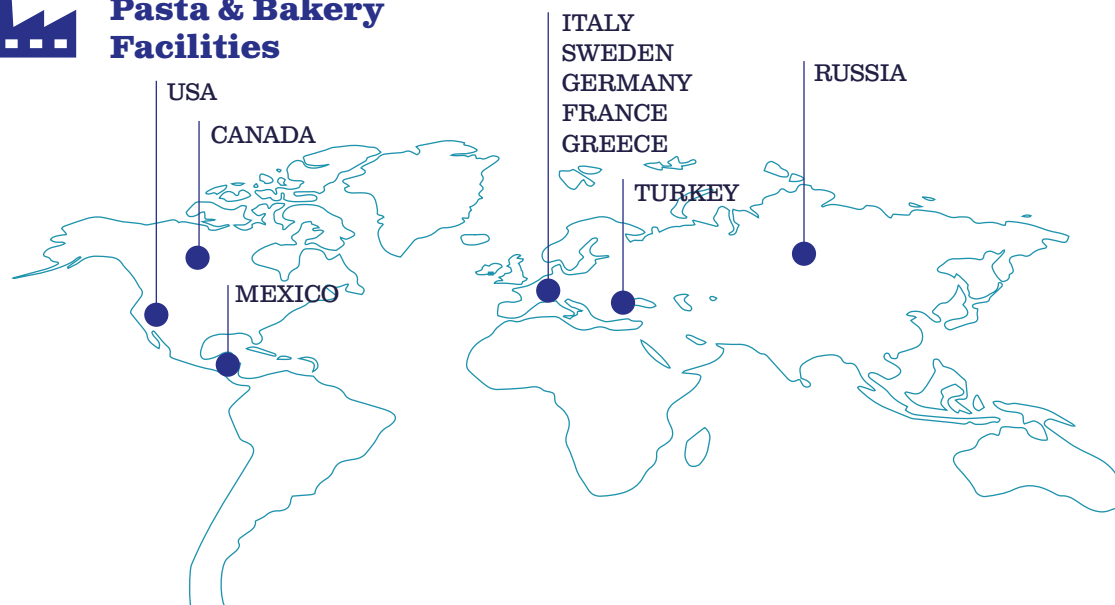 Pasta & Bakery
Facilities
USA
CANADA
MEXICO
ITALY
SWEDEN
GERMANY
FRANCE
GREECE
TURKEY
RUSSIA